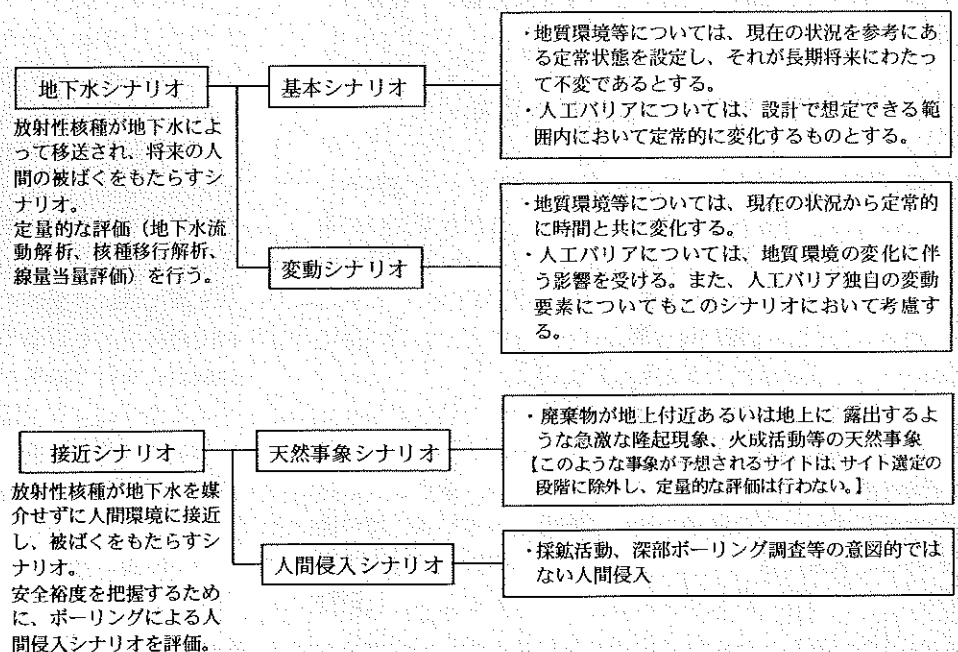 地下水シナリオ
放射性核種が地下水によ
って移送され、将来の人
間の被ばくをもたらすシ
ナリオ。
定量的な評価（地下水流
動解析、核種移行解析、
線量当量評価）を行う。
基本シナリオ
・地質環境等については、現在の状況を参考にあ
る定常状態を設定し、それが長期将来にわたっ
て不変であるとする。
・人工バリアについては、設計で想定できる範
囲内において定常的に変化するものとする。
変動シナリオ
・地質環境等については、現在の状況から定常的
に時間と共に変化する。
・人工バリアについては、地質環境の変化に伴
う影響を受ける。また、人工バリア独自の変動
要素についてもこのシナリオにおいて考慮す
る。
接近シナリオ
放射性核種が地下水を媒
介せずに人間環境に接近
し、被ばくをもたらすシ
ナリオ。
安全裕度を把握するため
に、ボーリングによる人
間侵入シナリオを評価。
天然事象シナリオ
・廃棄物が地上付近あるいは地上に 露出するよ
うな急激な隆起現象、火成活動等の天然事象
【このような事象が予想されるサイトは、サイト選定の
段階に除外し、定量的な評価は行わない。】
人間侵入シナリオ
・採鉱活動、深部ボーリング調査等の意図的では
ない人間侵入